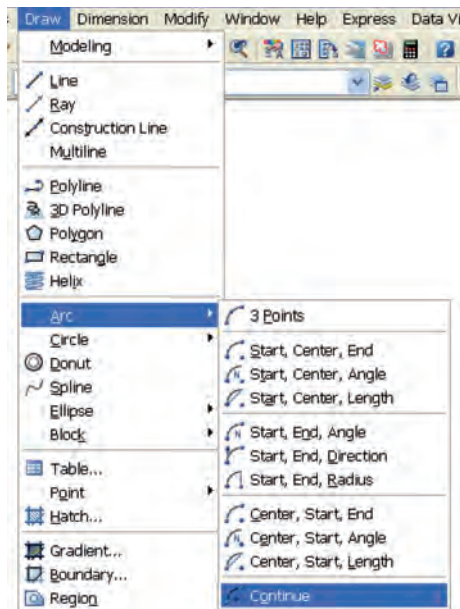 Draw Dimension Modify Window Help Express Data Vi
Modeling
Line
Ray
Construction Line
Multiline
Polyline
3D Polyline
Polygon
Rectangle
Helix
Arc
Circle
Donut
Spline
Ellipse
Block
Table...
Point
Hatch...
Gradient...
Boundary...
Region
3 Points
Start, Center, End
Start, Center, Angle
Start, Center, Length
Start, End, Angle
Start, End, Direction
Start, End, Radius
Center, Start, End
Center, Start, Angle
Center, Start, Length
Continue